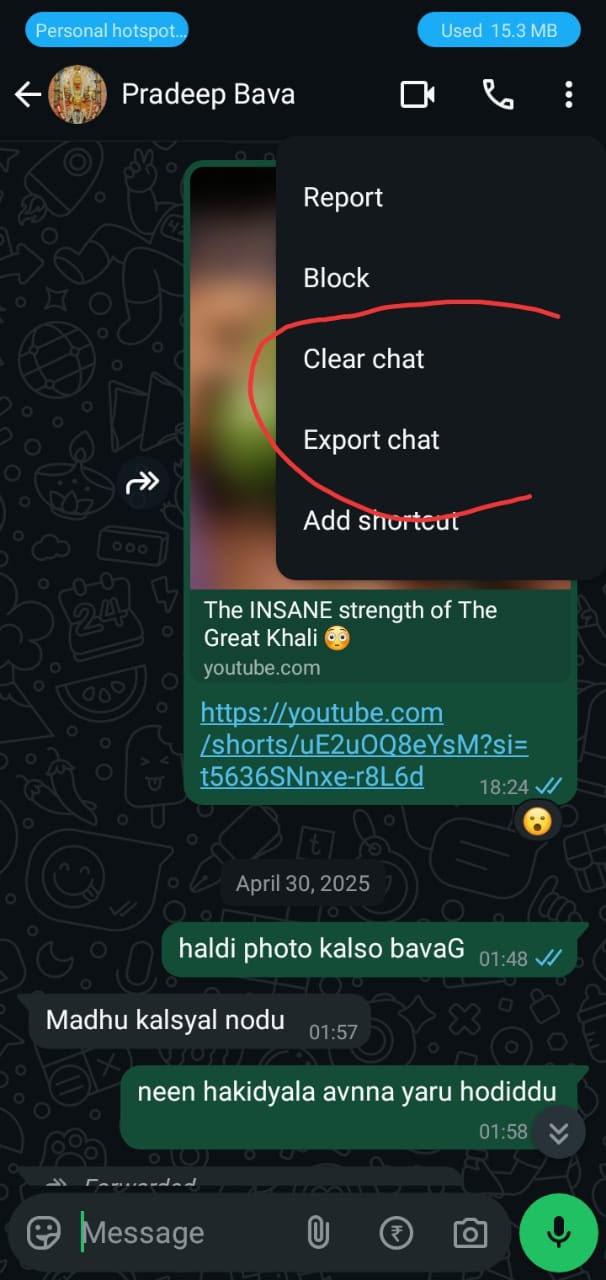 Personal hotspot...
Used 15.3 MB
Pradeep Bava
Report
Block
Clear chat
Export chat
Add shortcut
The INSANE strength of The
Great Khali 😳
youtube.com
https://youtube.com
/shorts/uE2uOQ8eYsM?si=
t5636SNnxe-r8L6d
18:24
😮
April 30, 2025
haldi photo kalso bavaG 01:48
Madhu kalsyal nodu 01:57
neen hakidyala avnna yaru hodiddu
01:58
Forwarded
Message